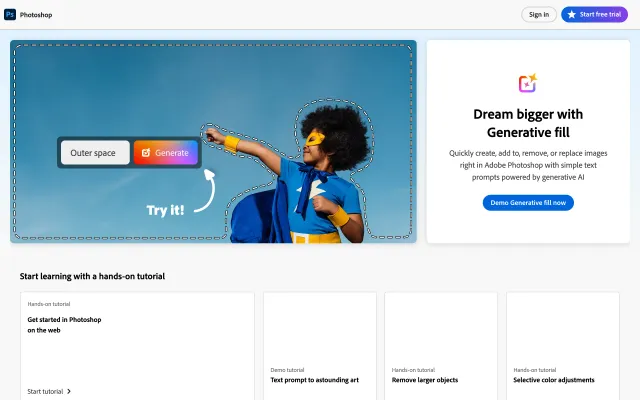 Ps Photoshop
Sign in
Start free trial
Outer space
Generate
Try it!
Dream bigger with
Generative fill
Quickly create, add to, remove, or replace images
right in Adobe Photoshop with simple text
prompts powered by generative AI
Demo Generative fill now
Start learning with a hands-on tutorial
Hands-on tutorial
Get started in Photoshop
on the web
Start tutorial
Demo tutorial
Text prompt to astounding art
Hands-on tutorial
Remove larger objects
Hands-on tutorial
Selective color adjustments